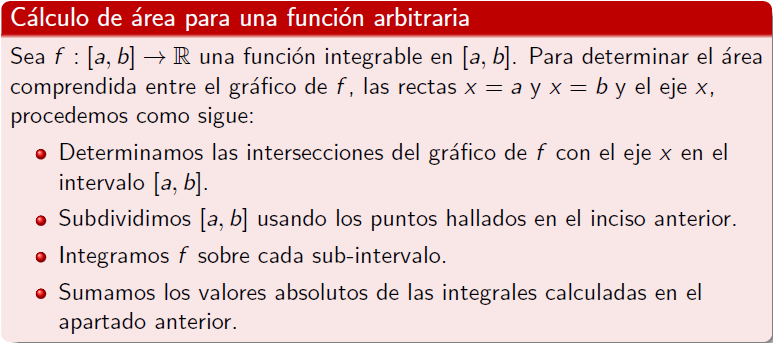 Cálculo de área para una función arbitraria
Sea f : [a, b] → ℝ una función integrable en [a, b]. Para determinar el área
comprendida entre el gráfico de f, las rectas x = a y x = b y el eje x,
procedemos como sigue:
Determinamos las intersecciones del gráfico de f con el eje x en el
intervalo [a, b].
Subdividimos [a, b] usando los puntos hallados en el inciso anterior.
Integramos f sobre cada sub-intervalo.
Sumamos los valores absolutos de las integrales calculadas en el
apartado anterior.